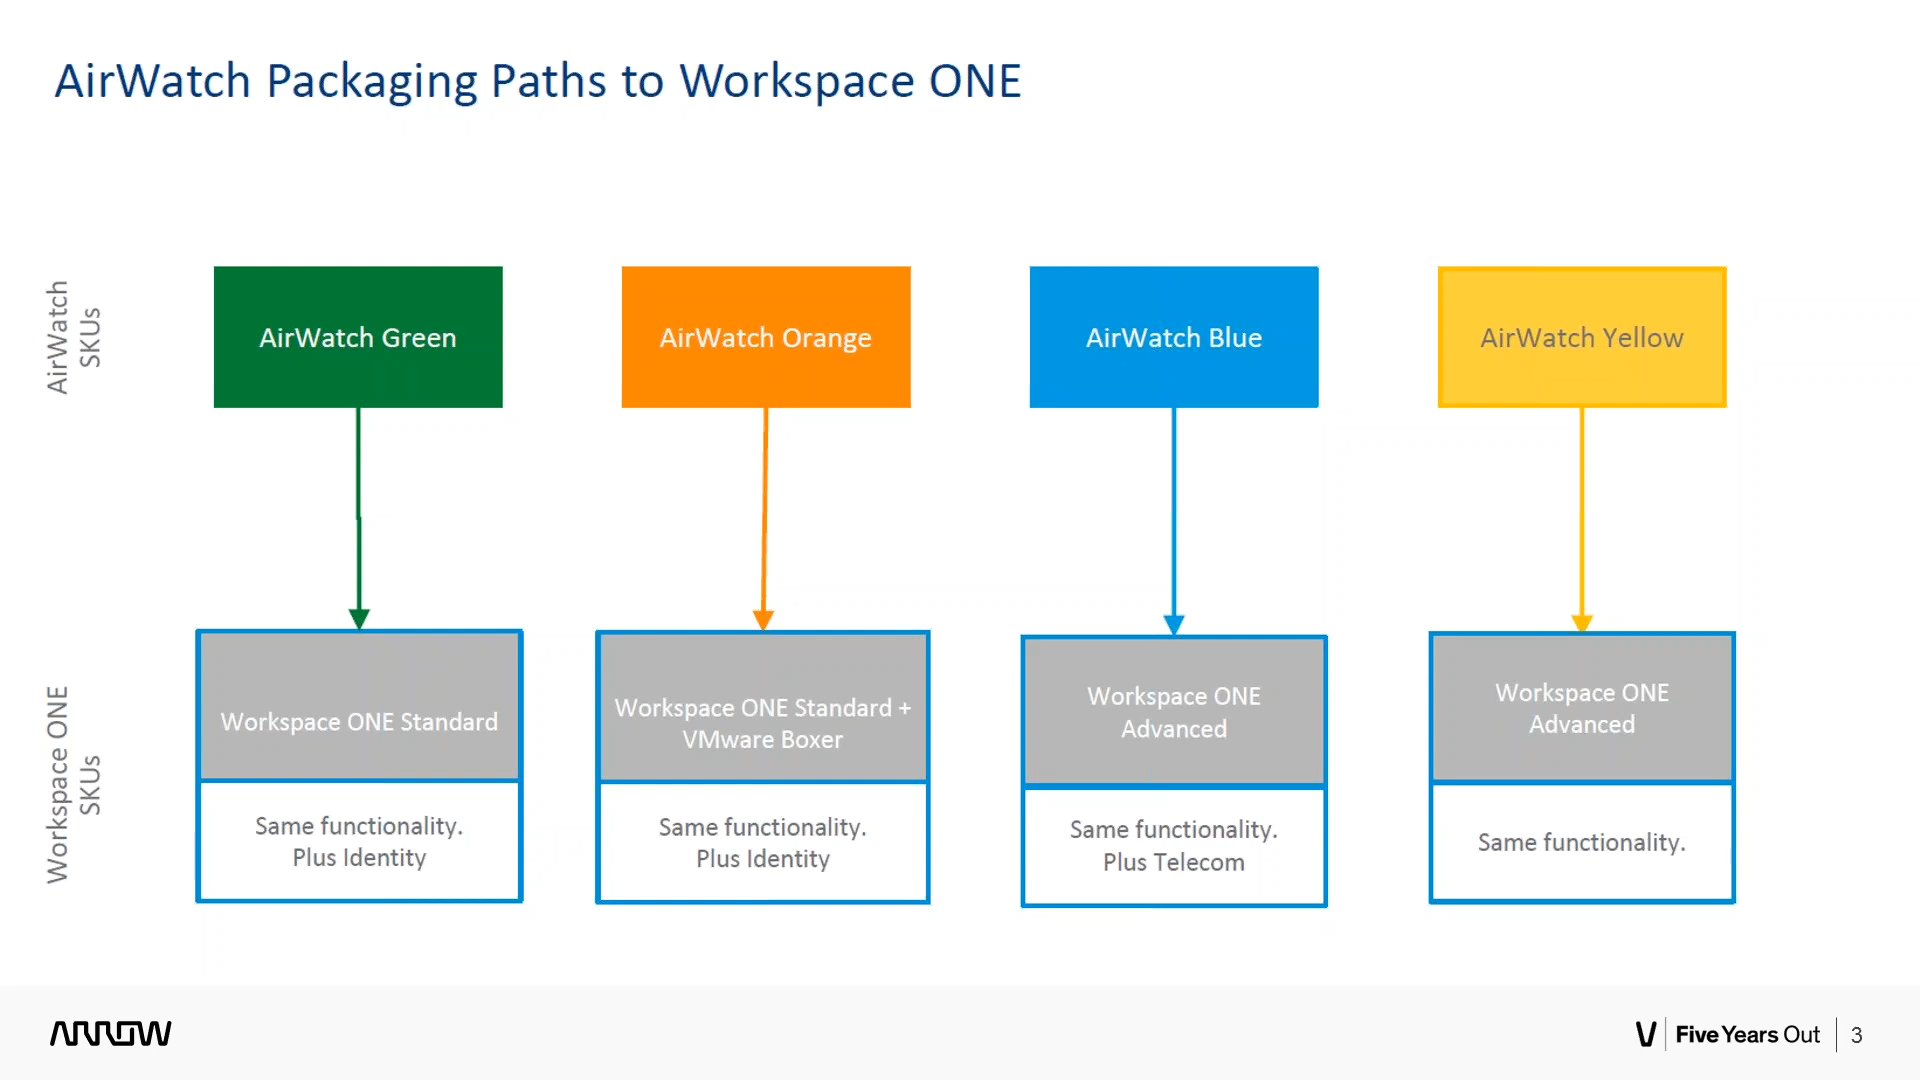 AirWatch Packaging Paths to Workspace ONE
AirWatch
SKUs
AirWatch Green
AirWatch Orange
AirWatch Blue
AirWatch Yellow
Workspace ONE
SKUs
Workspace ONE Standard
Same functionality.
Plus Identity
Workspace ONE Standard +
VMware Boxer
Same functionality.
Plus Identity
Workspace ONE
Advanced
Same functionality.
Plus Telecom
Workspace ONE
Advanced
Same functionality.
ARROW
Five Years Out
3